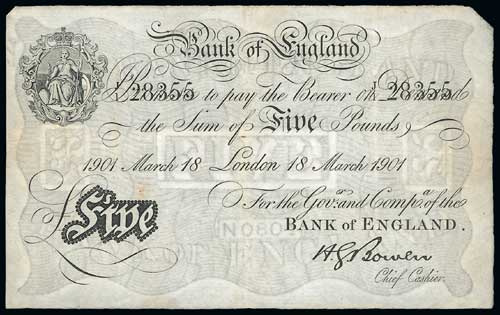 Bank of England
28355 to pay the Bearer on 28355
the Sum of Five Pounds
1901 March 18 London 18 March 1901
For the Govr. and Compa. of the
BANK OF ENGLAND.
Five
H G Bowen
Chief Cashier.